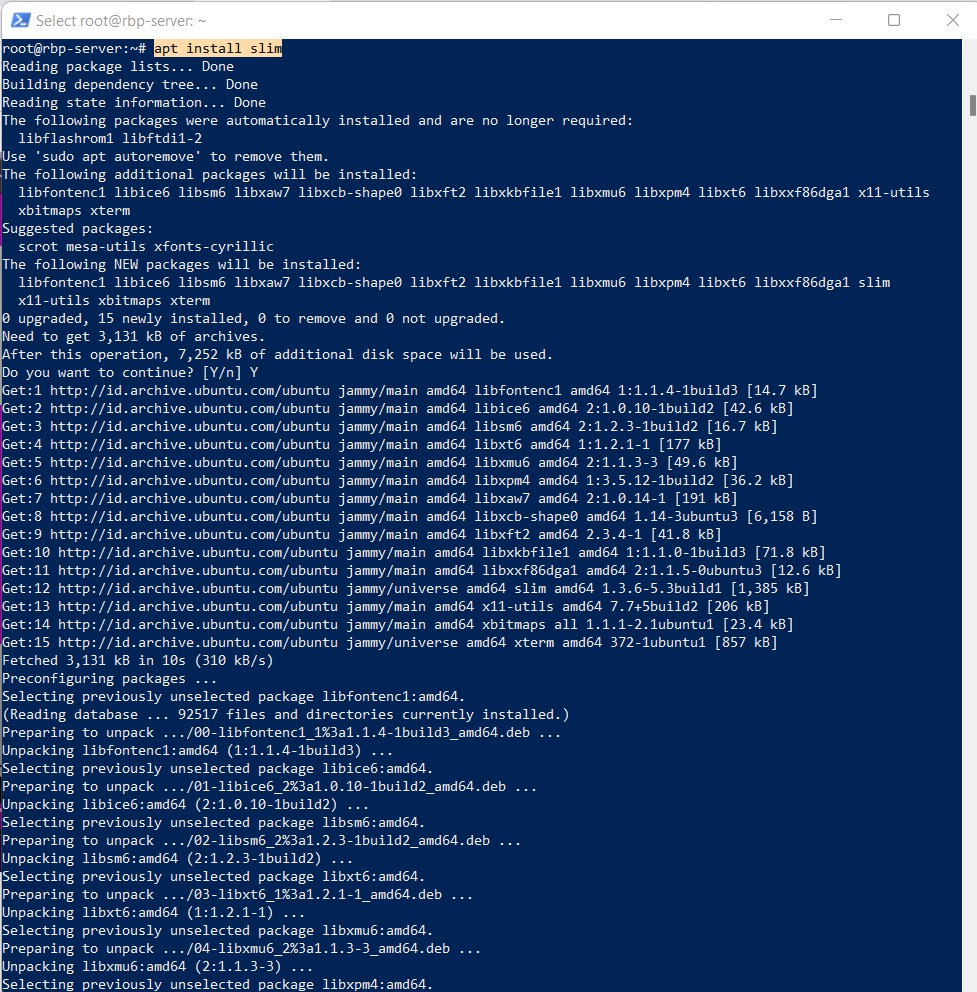 Select root@rbp-server: ~
root@rbp-server:~# apt install slim
Reading package lists... Done
Building dependency tree... Done
Reading state information... Done
The following packages were automatically installed and are no longer required:
  libflashrom1 libftdi1-2
Use 'sudo apt autoremove' to remove them.
The following additional packages will be installed:
  libfontenc1 libice6 libsm6 libxaw7 libxcb-shape0 libxft2 libxkbfile1 libxmu6 libxpm4 libxt6 libxxf86dga1 x11-utils
  xbitmaps xterm
Suggested packages:
  scrot mesa-utils xfonts-cyrillic
The following NEW packages will be installed:
  libfontenc1 libice6 libsm6 libxaw7 libxcb-shape0 libxft2 libxkbfile1 libxmu6 libxpm4 libxt6 libxxf86dga1 slim
  x11-utils xbitmaps xterm
0 upgraded, 15 newly installed, 0 to remove and 0 not upgraded.
Need to get 3,131 kB of archives.
After this operation, 7,252 kB of additional disk space will be used.
Do you want to continue? [Y/n] Y
Get:1 http://id.archive.ubuntu.com/ubuntu jammy/main amd64 libfontenc1 amd64 1:1.1.4-1build3 [14.7 kB]
Get:2 http://id.archive.ubuntu.com/ubuntu jammy/main amd64 libice6 amd64 2:1.0.10-1build2 [42.6 kB]
Get:3 http://id.archive.ubuntu.com/ubuntu jammy/main amd64 libsm6 amd64 2:1.2.3-1build2 [16.7 kB]
Get:4 http://id.archive.ubuntu.com/ubuntu jammy/main amd64 libxt6 amd64 1:1.2.1-1 [177 kB]
Get:5 http://id.archive.ubuntu.com/ubuntu jammy/main amd64 libxmu6 amd64 2:1.1.3-3 [49.6 kB]
Get:6 http://id.archive.ubuntu.com/ubuntu jammy/main amd64 libxpm4 amd64 1:3.5.12-1build2 [36.2 kB]
Get:7 http://id.archive.ubuntu.com/ubuntu jammy/main amd64 libxaw7 amd64 2:1.0.14-1 [191 kB]
Get:8 http://id.archive.ubuntu.com/ubuntu jammy/main amd64 libxcb-shape0 amd64 1.14-3ubuntu3 [6,158 B]
Get:9 http://id.archive.ubuntu.com/ubuntu jammy/main amd64 libxft2 amd64 2.3.4-1 [41.8 kB]
Get:10 http://id.archive.ubuntu.com/ubuntu jammy/main amd64 libxkbfile1 amd64 1:1.1.0-1build3 [71.8 kB]
Get:11 http://id.archive.ubuntu.com/ubuntu jammy/main amd64 libxxf86dga1 amd64 2:1.1.5-0ubuntu3 [12.6 kB]
Get:12 http://id.archive.ubuntu.com/ubuntu jammy/universe amd64 slim amd64 1.3.6-5.3build1 [1,385 kB]
Get:13 http://id.archive.ubuntu.com/ubuntu jammy/main amd64 x11-utils amd64 7.7+5build2 [206 kB]
Get:14 http://id.archive.ubuntu.com/ubuntu jammy/main amd64 xbitmaps all 1.1.1-2.1ubuntu1 [23.4 kB]
Get:15 http://id.archive.ubuntu.com/ubuntu jammy/universe amd64 xterm amd64 372-1ubuntu1 [857 kB]
Fetched 3,131 kB in 10s (310 kB/s)
Preconfiguring packages ...
Selecting previously unselected package libfontenc1:amd64.
(Reading database ... 92517 files and directories currently installed.)
Preparing to unpack .../00-libfontenc1_1%3a1.1.4-1build3_amd64.deb ...
Unpacking libfontenc1:amd64 (1:1.1.4-1build3) ...
Selecting previously unselected package libice6:amd64.
Preparing to unpack .../01-libice6_2%3a1.0.10-1build2_amd64.deb ...
Unpacking libice6:amd64 (2:1.0.10-1build2) ...
Selecting previously unselected package libsm6:amd64.
Preparing to unpack .../02-libsm6_2%3a1.2.3-1build2_amd64.deb ...
Unpacking libsm6:amd64 (2:1.2.3-1build2) ...
Selecting previously unselected package libxt6:amd64.
Preparing to unpack .../03-libxt6_1%3a1.2.1-1_amd64.deb ...
Unpacking libxt6:amd64 (1:1.2.1-1) ...
Selecting previously unselected package libxmu6:amd64.
Preparing to unpack .../04-libxmu6_2%3a1.1.3-3_amd64.deb ...
Unpacking libxmu6:amd64 (2:1.1.3-3) ...
Selecting previously unselected package libxpm4:amd64.